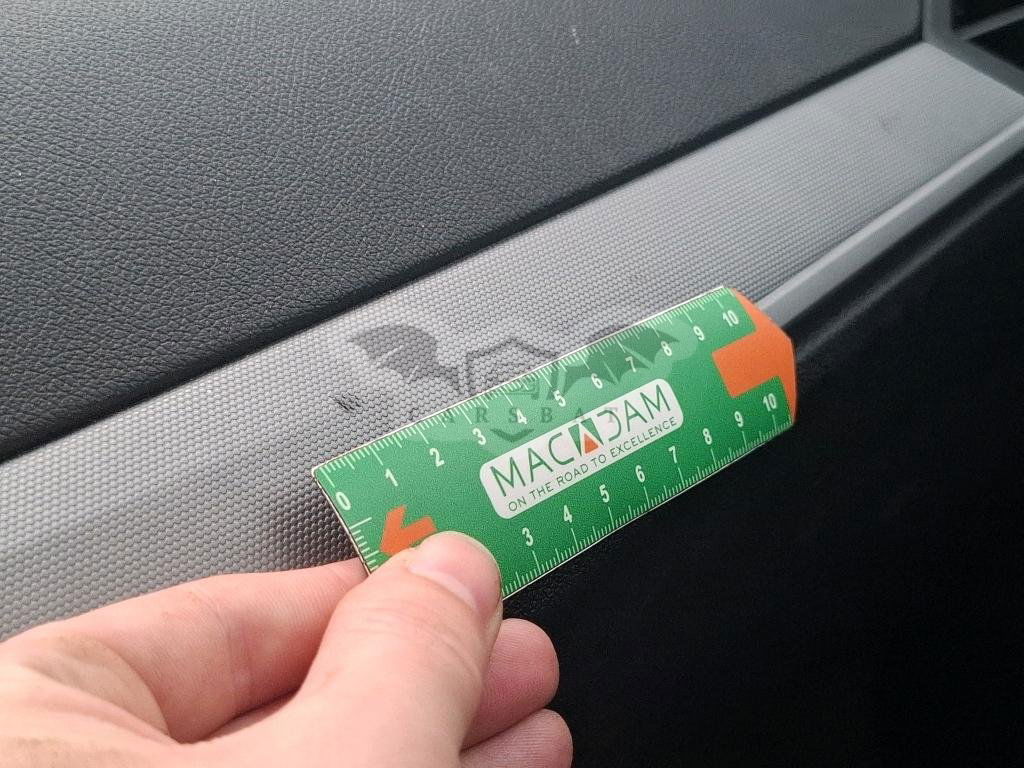 0 1 2 3 4 5 6 7 8 9 10
MACADAM
ON THE ROAD TO EXCELLENCE
3 4 5 6 7 8 9 10
CARSBAT